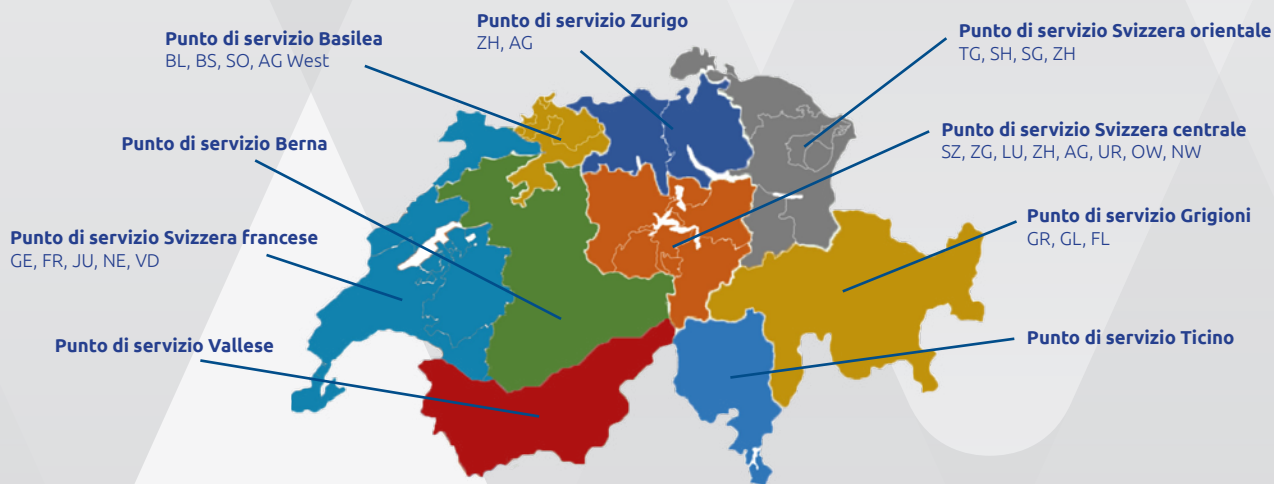 Punto di servizio Zurigo
ZH, AG
Punto di servizio Basilea
BL, BS, SO, AG West
Punto di servizio Svizzera orientale
TG, SH, SG, ZH
Punto di servizio Berna
Punto di servizio Svizzera centrale
SZ, ZG, LU, ZH, AG, UR, OW, NW
Punto di servizio Svizzera francese
GE, FR, JU, NE, VD
Punto di servizio Grigioni
GR, GL, FL
Punto di servizio Vallese
Punto di servizio Ticino